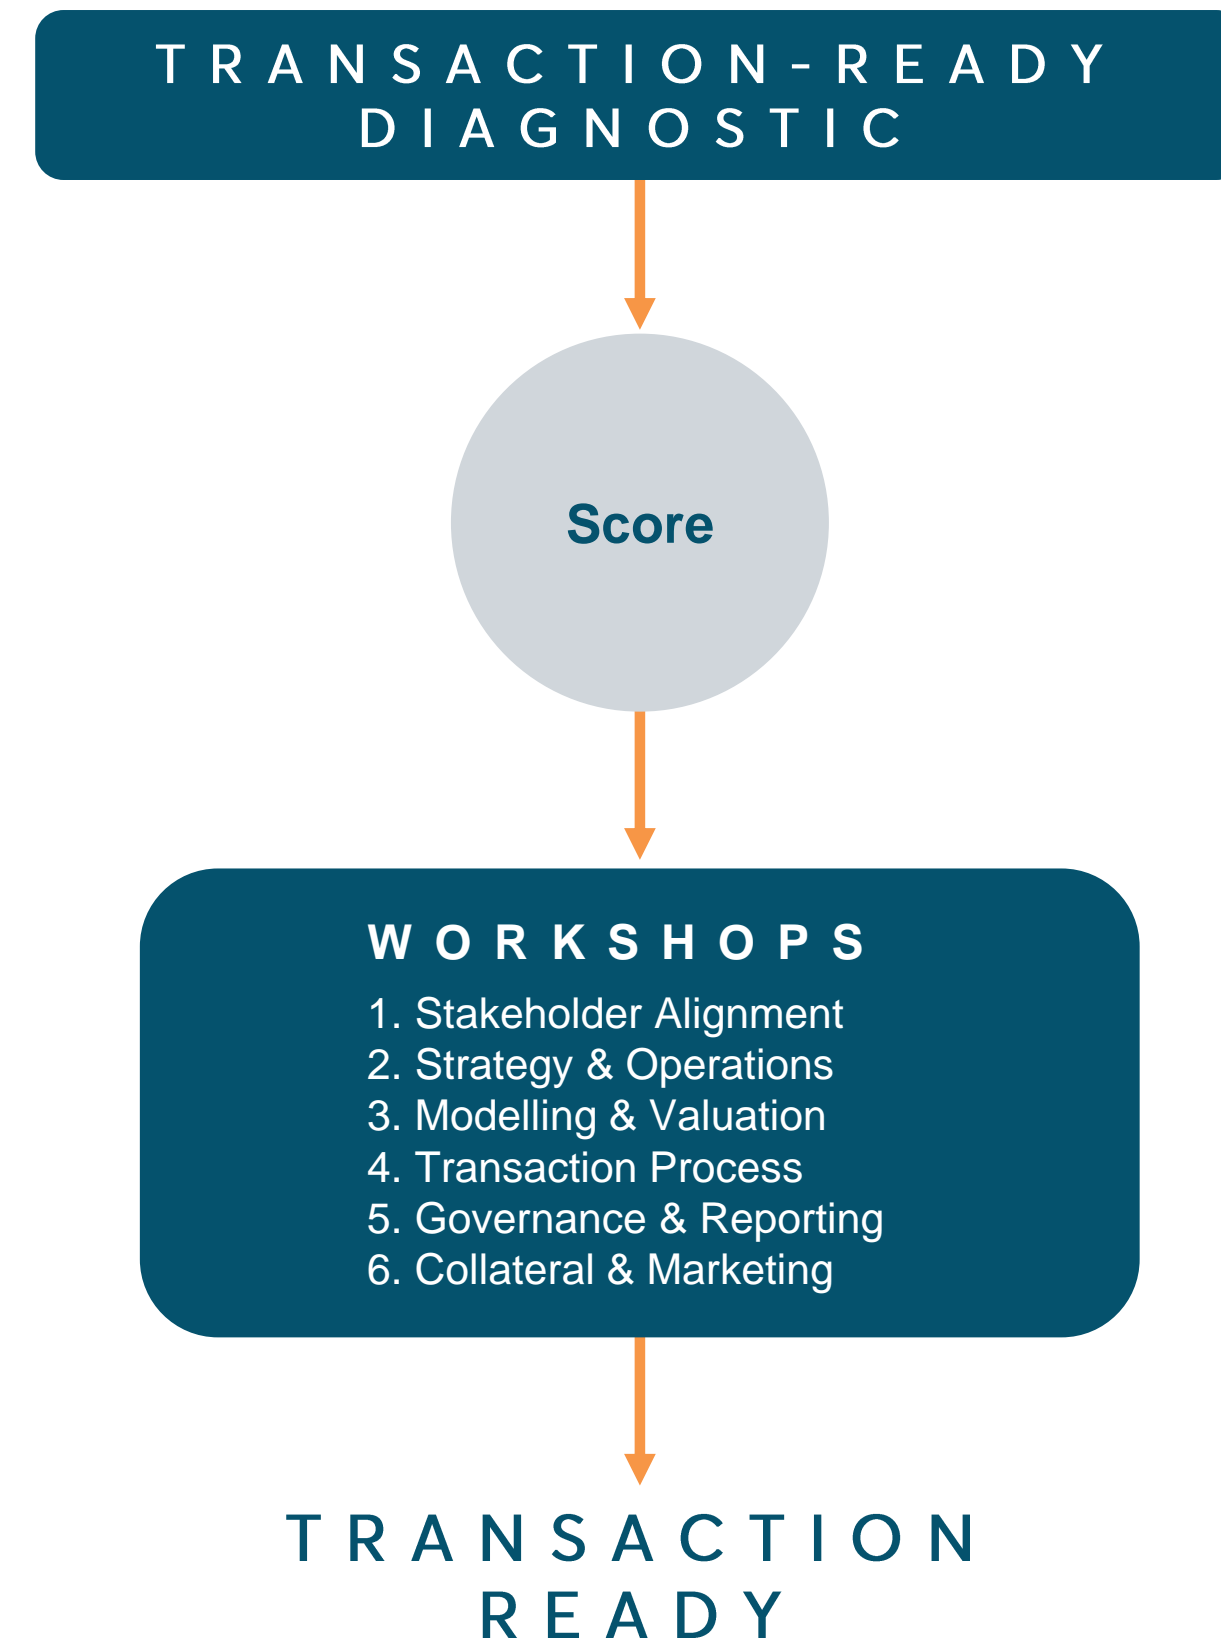 TRANSACTION-READY
DIAGNOSTIC
Score
WORKSHOPS
1. Stakeholder Alignment
2. Strategy & Operations
3. Modelling & Valuation
4. Transaction Process
5. Governance & Reporting
6. Collateral & Marketing
TRANSACTION
READY